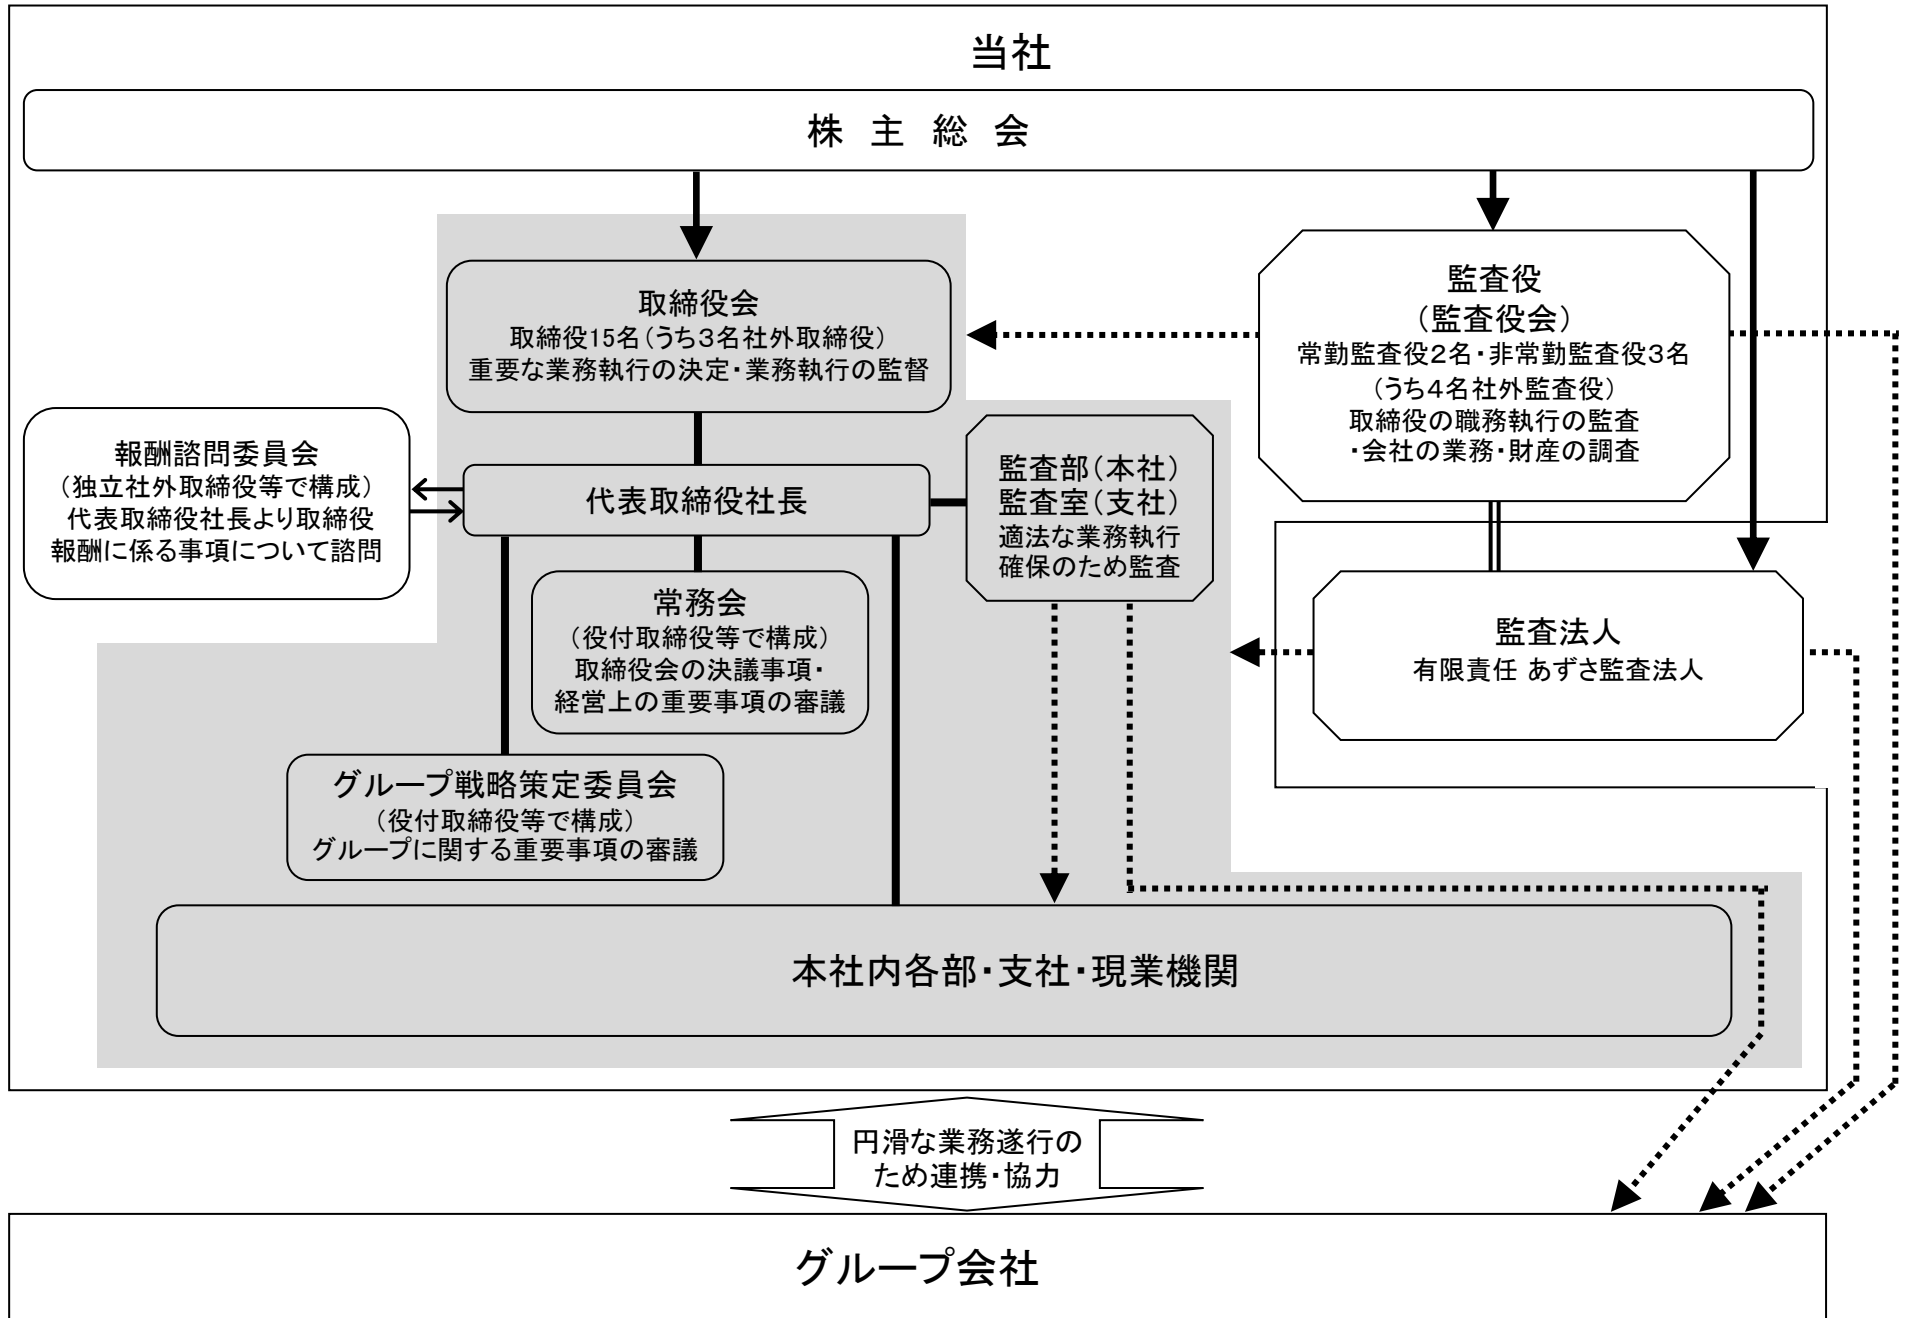 当社
株 主 総 会
取締役会
取締役15名（うち３名社外取締役）
重要な業務執行の決定・業務執行の監督
監査役
（監査役会）
常勤監査役２名・非常勤監査役３名
（うち４名社外監査役）
取締役の職務執行の監査
・会社の業務・財産の調査
報酬諮問委員会
（独立社外取締役等で構成）
代表取締役社長より取締役
報酬に係る事項について諮問
代表取締役社長
監査部（本社）
監査室（支社）
適法な業務執行
確保のため監査
常務会
（役付取締役等で構成）
取締役会の決議事項・
経営上の重要事項の審議
監査法人
有限責任 あずさ監査法人
グループ戦略策定委員会
（役付取締役等で構成）
グループに関する重要事項の審議
本社内各部・支社・現業機関
円滑な業務遂行の
ため連携・協力
グループ会社